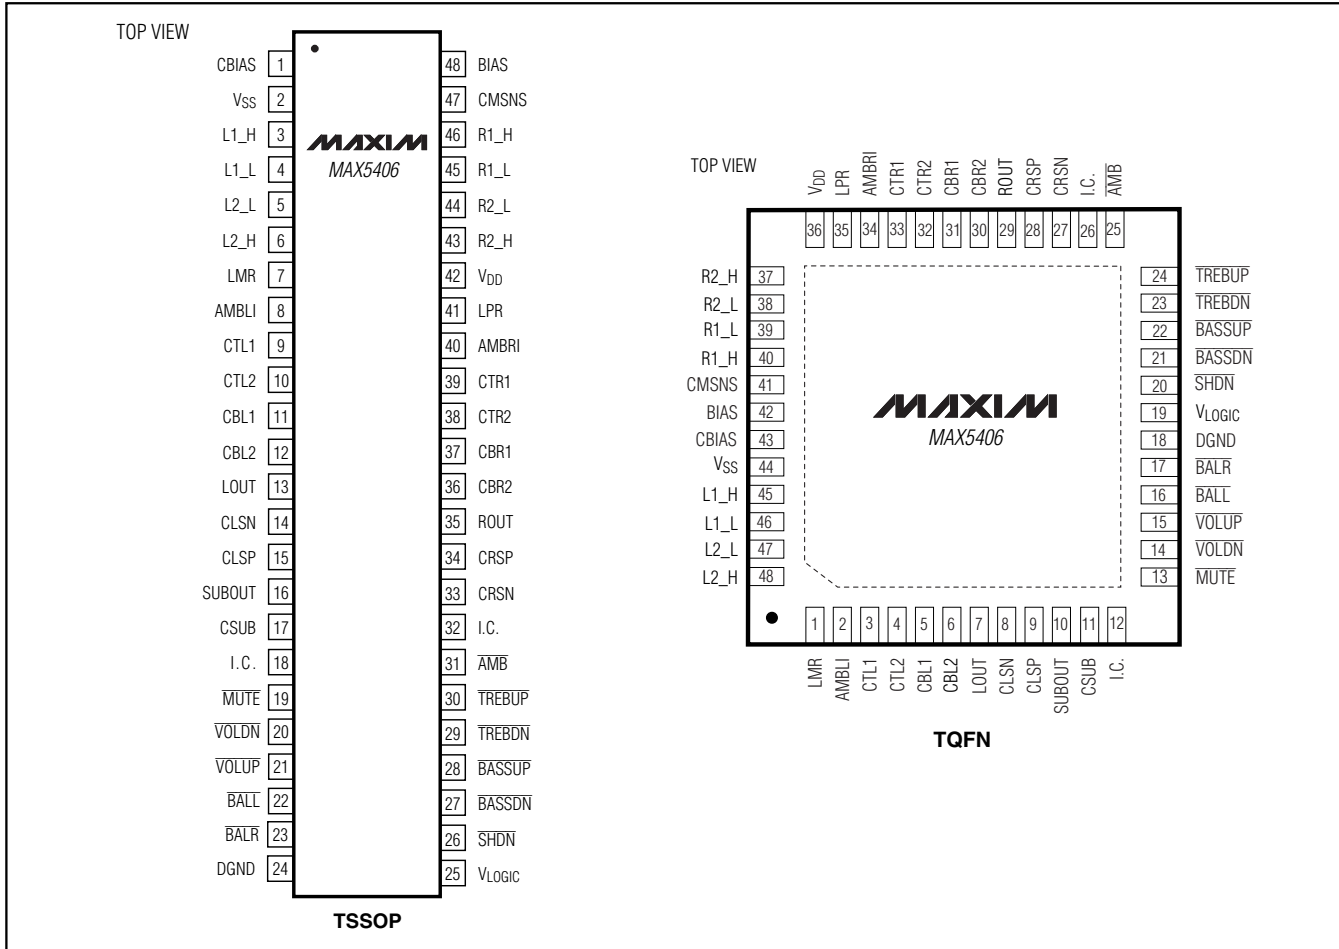 TOP VIEW
CBIAS 1
VSS 2
L1_H 3
L1_L 4
L2_L 5
L2_H 6
LMR 7
AMBLI 8
CTL1 9
CTL2 10
CBL1 11
CBL2 12
LOUT 13
CLSN 14
CLSP 15
SUBOUT 16
CSUB 17
I.C. 18
MUTE 19
VOLDN 20
VOLUP 21
BALL 22
BALR 23
DGND 24
MAXIM
MAX5406
48 BIAS
47 CMSNS
46 R1_H
45 R1_L
44 R2_L
43 R2_H
42 VDD
41 LPR
40 AMBRI
39 CTR1
38 CTR2
37 CBR1
36 CBR2
35 ROUT
34 CRSP
33 CRSN
32 I.C.
31 AMB
30 TREBUP
29 TREBDN
28 BASSUP
27 BASSDN
26 SHDN
25 VLOGIC
TSSOP
TOP VIEW
VDD LPR AMBRI CTR1 CTR2 CBR1 CBR2 ROUT CRSP CRSN I.C. AMB
36 35 34 33 32 31 30 29 28 27 26 25
R2_H 37
R2_L 38
R1_L 39
R1_H 40
CMSNS 41
BIAS 42
CBIAS 43
VSS 44
L1_H 45
L1_L 46
L2_L 47
L2_H 48
MAXIM
MAX5406
24 TREBUP
23 TREBDN
22 BASSUP
21 BASSDN
20 SHDN
19 VLOGIC
18 DGND
17 BALR
16 BALL
15 VOLUP
14 VOLDN
13 MUTE
1 2 3 4 5 6 7 8 9 10 11 12
LMR AMBLI CTL1 CTL2 CBL1 CBL2 LOUT CLSN CLSP SUBOUT CSUB I.C.
TQFN